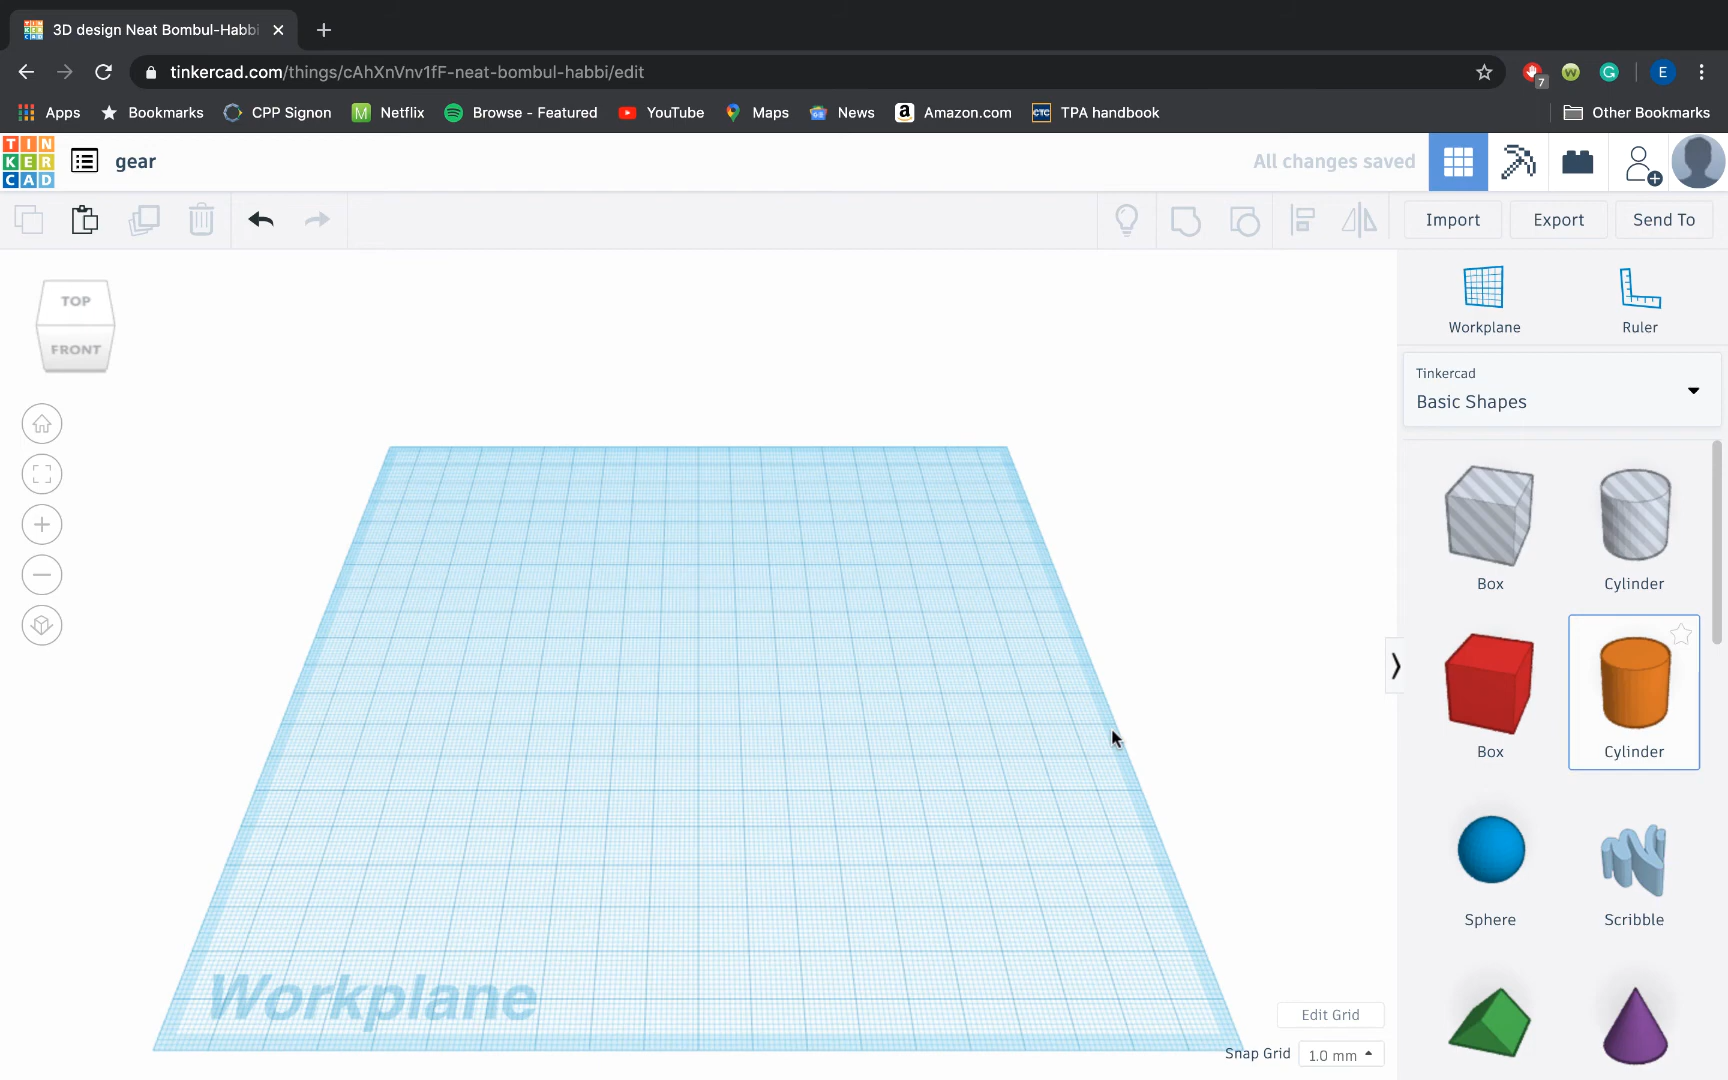 3D design Neat Bombul-Habbi
tinkercad.com/things/cAhXnVnv1fF-neat-bombul-habbi/edit
7
W
G
E
Apps
Bookmarks
CPP Signon
M
Netflix
Browse - Featured
YouTube
Maps
News
a
Amazon.com
CTC
TPA handbook
Other Bookmarks
TIN
KER
CAD
gear
All changes saved
Import
Export
Send To
TOP
FRONT
Workplane
Ruler
Tinkercad
Basic Shapes
Box
Cylinder
Box
Cylinder
Sphere
Scribble
Workplane
Edit Grid
Snap Grid
1.0 mm